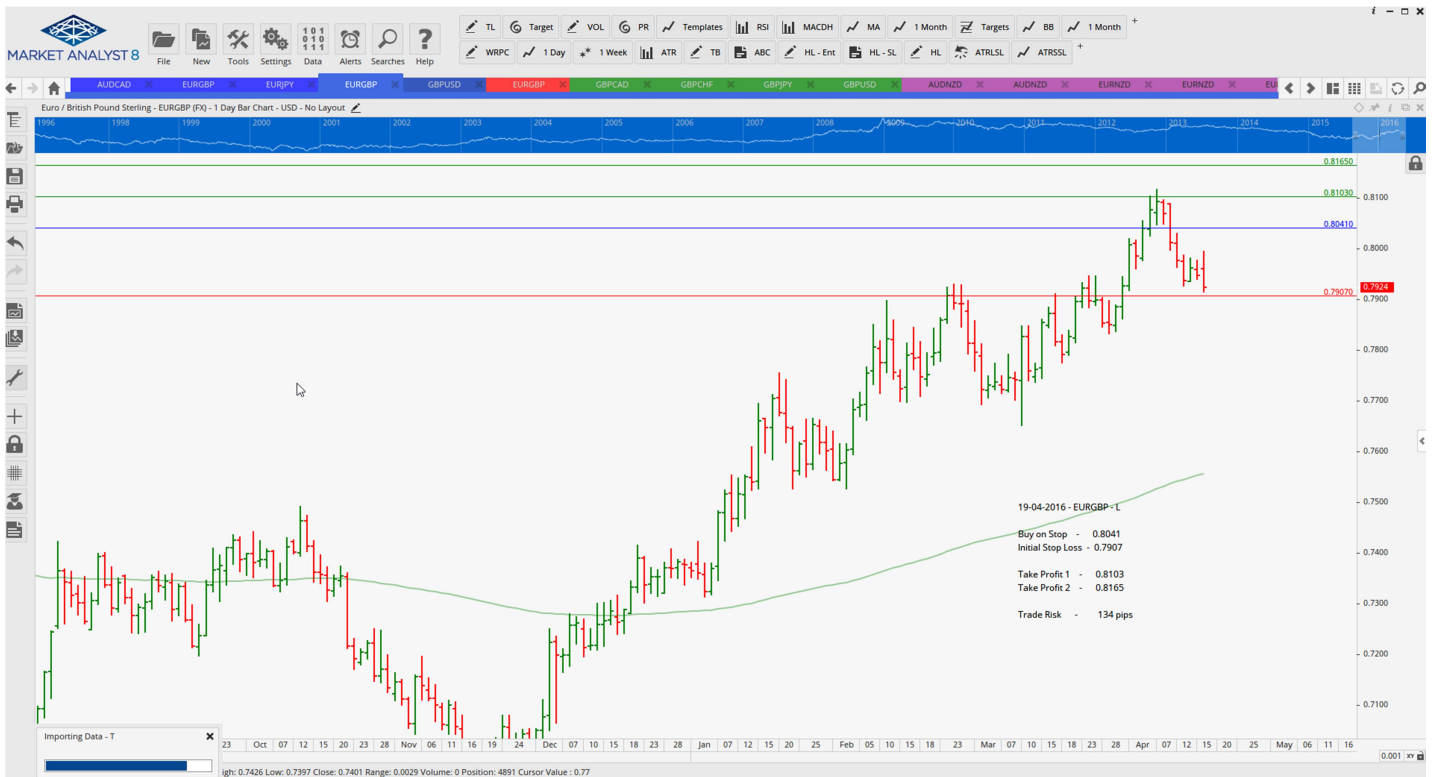 MARKET ANALYST 8
File New Tools Settings Data Alerts Searches Help
TL Target VOL PR Templates RSI MACDH MA 1 Month Targets BB 1 Month +
WRPC 1 Day 1 Week ATR TB ABC HL - Ent HL - SL HL ATRLSL ATRSSL +
AUDCAD EURGBP EURJPY EURGBP GBPUSD EURGBP GBPCAD GBPCHF GBPJPY GBPUSD AUDNZD AUDNZD EURNZD EURNZD EU
Euro / British Pound Sterling - EURGBP (FX) - 1 Day Bar Chart - USD - No Layout
1996 1998 1999 2000 2001 2002 2003 2004 2005 2006 2007 2008 2009 2010 2011 2012 2013 2014 2015 2016
0.81650
0.81030
0.8100
0.80410
0.8000
0.79070
0.7924
0.7900
0.7800
0.7700
0.7600
0.7500
19-04-2016 - EURGBP - L
Buy on Stop - 0.8041
Initial Stop Loss - 0.7907
0.7400
Take Profit 1 - 0.8103
Take Profit 2 - 0.8165
0.7300
Trade Risk - 134 pips
0.7200
0.7100
Importing Data - T
23 Oct 07 12 15 20 23 28 Nov 06 11 16 19 24 Dec 07 10 15 18 23 28 Jan 07 12 15 20 25 Feb 05 10 15 18 23 Mar 07 10 15 18 23 28 Apr 07 12 15 20 25 May 06 11 16
0.001 XY
igh: 0.7426 Low: 0.7397 Close: 0.7401 Range: 0.0029 Volume: 0 Position: 4891 Cursor Value : 0.77